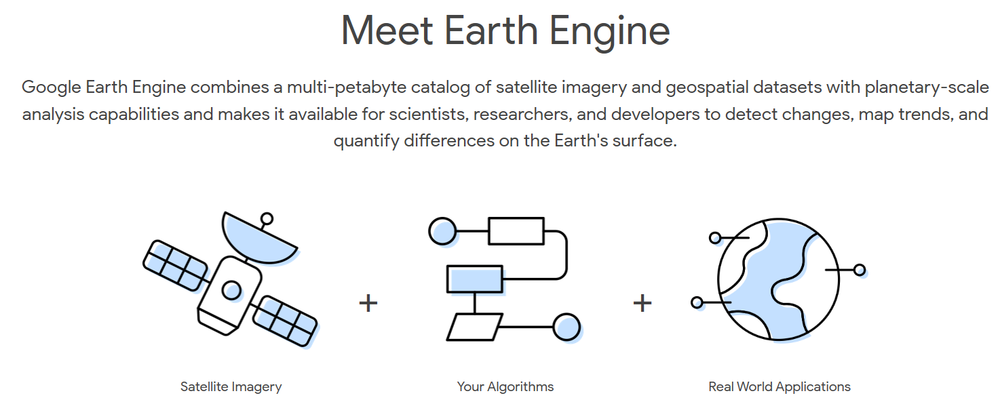 Meet Earth Engine
Google Earth Engine combines a multi-petabyte catalog of satellite imagery and geospatial datasets with planetary-scale
analysis capabilities and makes it available for scientists, researchers, and developers to detect changes, map trends, and
quantify differences on the Earth's surface.
+
+
Satellite Imagery
Your Algorithms
Real World Applications